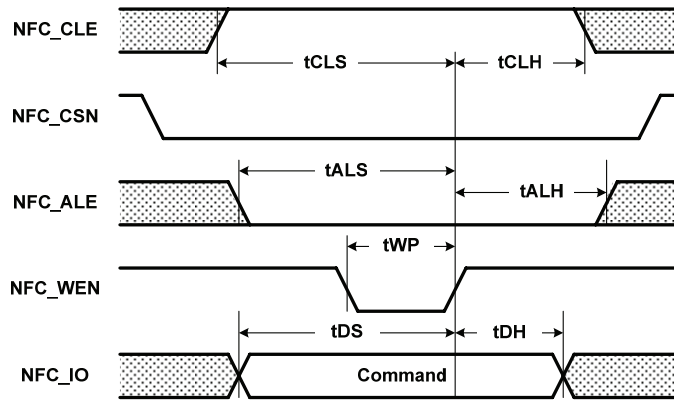 NFC_CLE
tCLS
tCLH
NFC_CSN
tALS
tALH
NFC_ALE
tWP
NFC_WEN
tDS
tDH
NFC_IO
Command